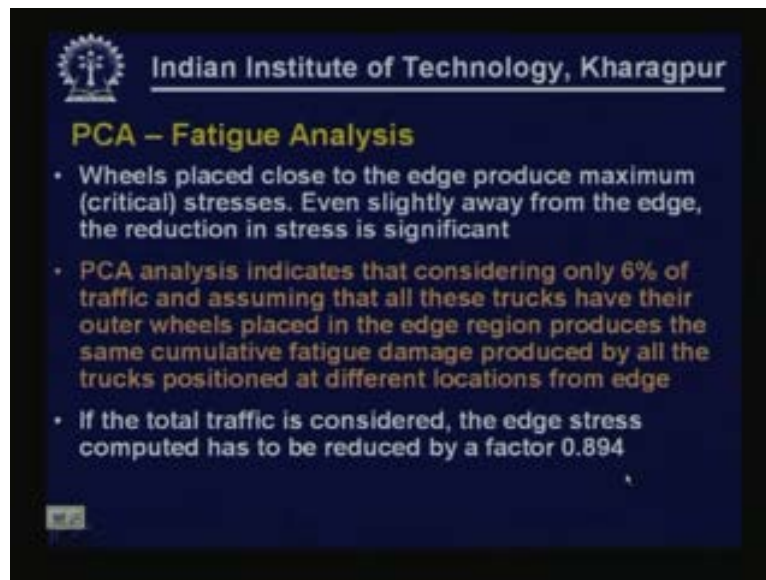 Indian Institute of Technology, Kharagpur
PCA – Fatigue Analysis
• Wheels placed close to the edge produce maximum
(critical) stresses. Even slightly away from the edge,
the reduction in stress is significant
• PCA analysis indicates that considering only 6% of
traffic and assuming that all these trucks have their
outer wheels placed in the edge region produces the
same cumulative fatigue damage produced by all the
trucks positioned at different locations from edge
• If the total traffic is considered, the edge stress
computed has to be reduced by a factor 0.894